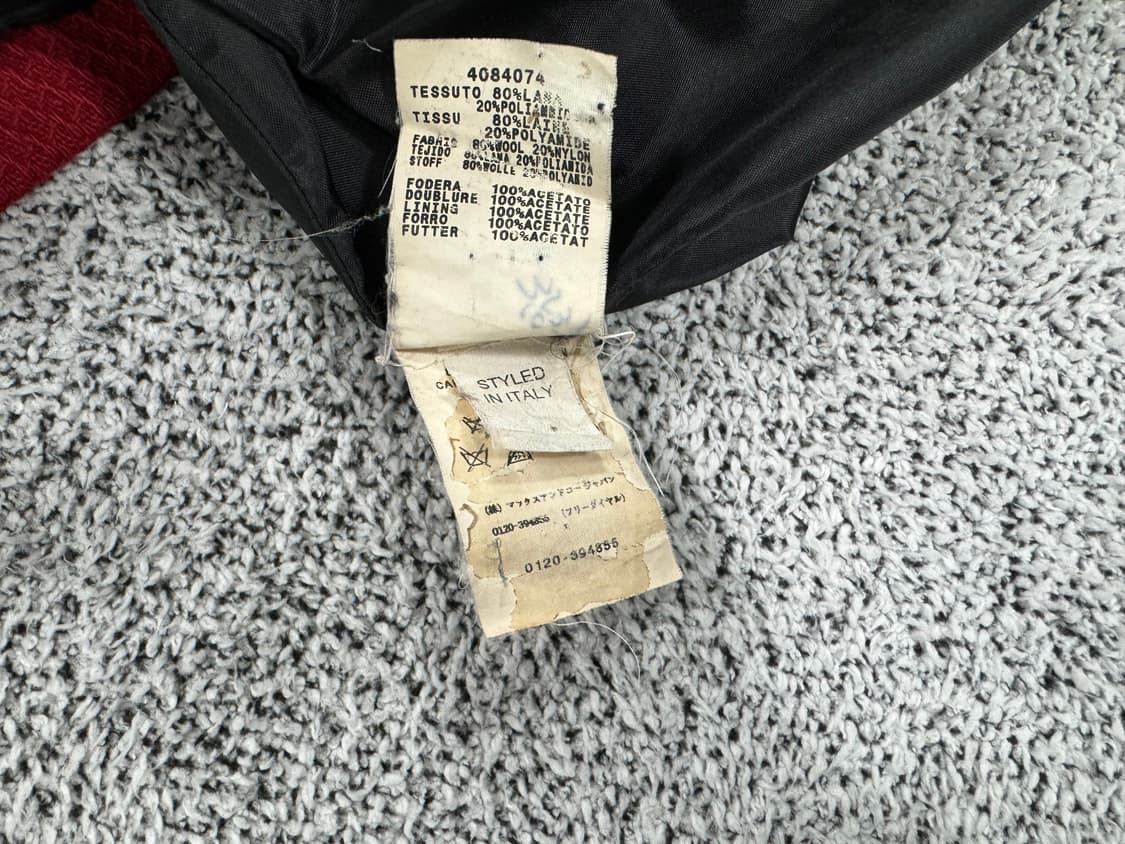 4084074
TESSUTO 80%LANA
20%POLIAMMIDE
TISSU 80%LAINE
20%POLYAMIDE
FABRIC 80%WOOL 20%NYLON
TEJIDO 80%LANA 20%POLIAMIDA
STOFF 80%WOLLE 20%POLYAMID
FODERA 100%ACETATO
DOUBLURE 100%ACETATE
LINING 100%ACETATE
FORRO 100%ACETATO
FUTTER 100%ACETAT
CA
STYLED
IN ITALY
(株) マックスアンドコージャパン
0120-394855 (フリーダイヤル)
0120-394855